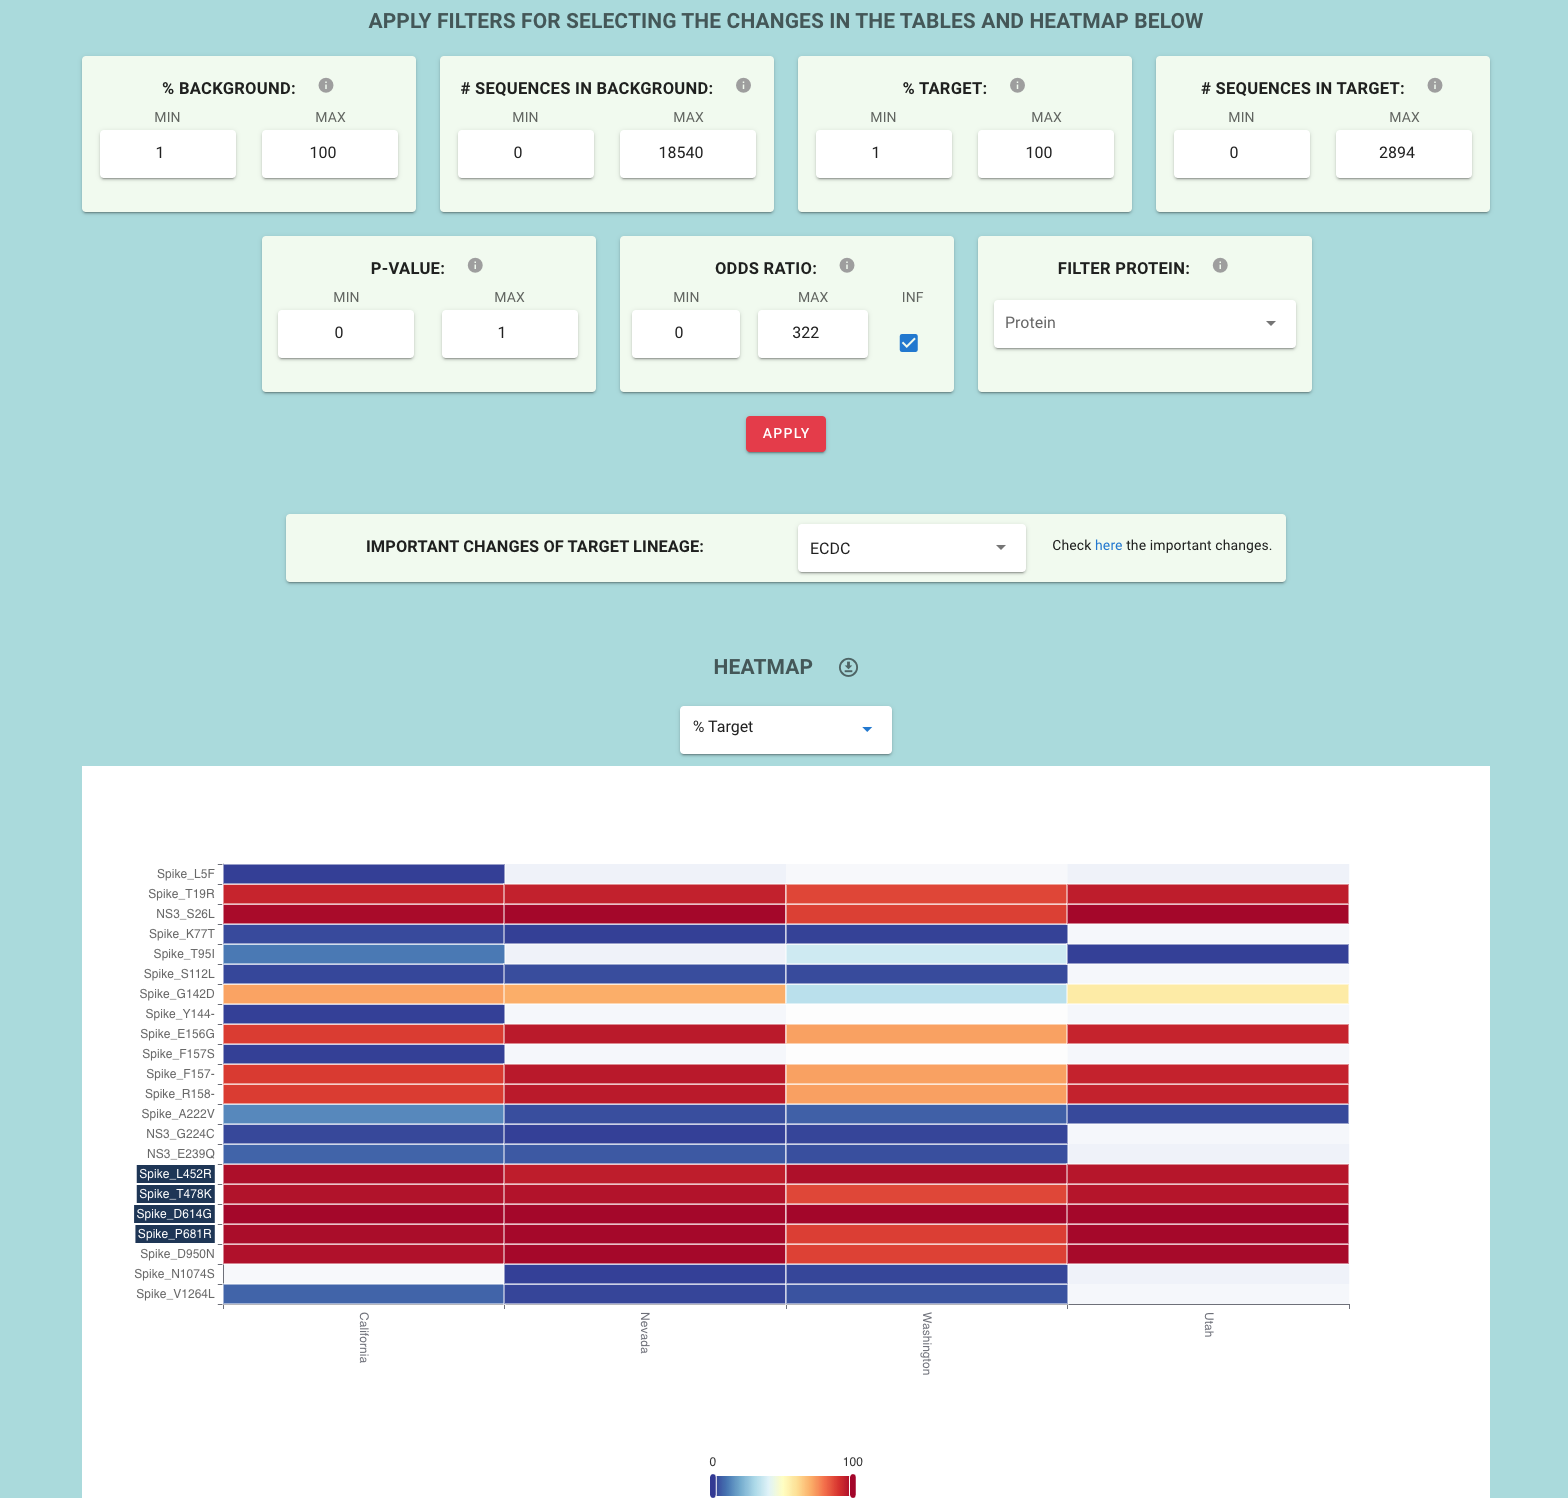 APPLY FILTERS FOR SELECTING THE CHANGES IN THE TABLES AND HEATMAP BELOW
% BACKGROUND:
MIN MAX
1 100
# SEQUENCES IN BACKGROUND:
MIN MAX
0 18540
% TARGET:
MIN MAX
1 100
# SEQUENCES IN TARGET:
MIN MAX
0 2894
P-VALUE:
MIN MAX
0 1
ODDS RATIO:
MIN MAX INF
0 322
FILTER PROTEIN:
Protein
APPLY
IMPORTANT CHANGES OF TARGET LINEAGE: ECDC Check here the important changes.
HEATMAP
% Target
Spike_L5F
Spike_T19R
NS3_S26L
Spike_K77T
Spike_T95I
Spike_S112L
Spike_G142D
Spike_Y144-
Spike_E156G
Spike_F157S
Spike_F157-
Spike_R158-
Spike_A222V
NS3_G224C
NS3_E239Q
Spike_L452R
Spike_T478K
Spike_D614G
Spike_P681R
Spike_D950N
Spike_N1074S
Spike_V1264L
California
Nevada
Washington
Utah
0 100